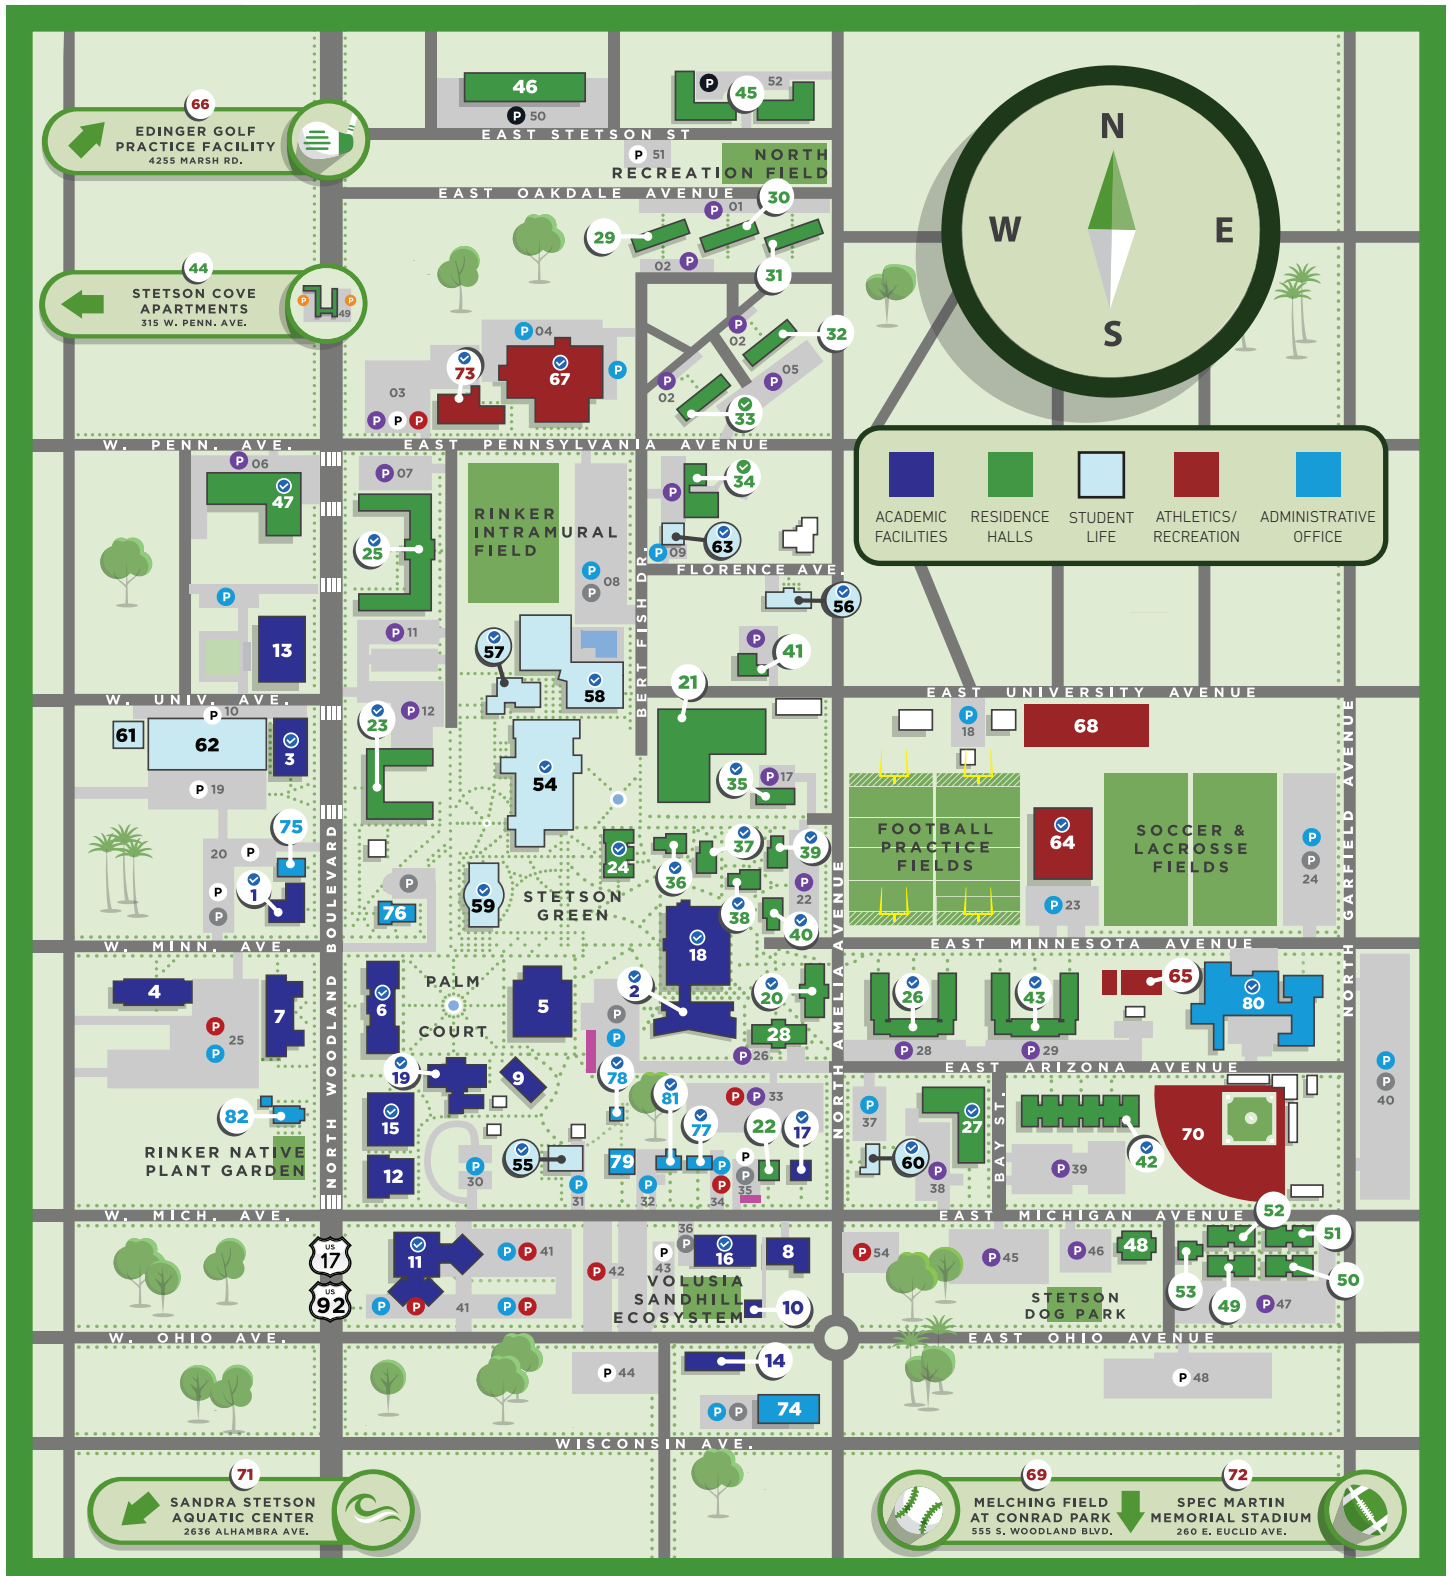 46
P 50
P
45
52
EAST STETSON ST
P 51
NORTH
RECREATION FIELD
EAST OAKDALE AVENUE
66
EDINGER GOLF
PRACTICE FACILITY
4255 MARSH RD.
44
STETSON COVE
APARTMENTS
315 W. PENN. AVE.
P
P
49
N
W
E
S
30
P 01
29
02 P
31
P
02
32
P 04
P
67
73
03
P P P
P
02
P 05
33
W. PENN. AVE.
EAST PENNSYLVANIA AVENUE
ACADEMIC
FACILITIES
RESIDENCE
HALLS
STUDENT
LIFE
ATHLETICS/
RECREATION
ADMINISTRATIVE
OFFICE
P 06
47
P 07
25
RINKER
INTRAMURAL
FIELD
P
P
08
34
P
63
P 09
FLORENCE AVE.
56
BERT FISH DR.
P
13
P 11
57
58
P
41
21
W. UNIV. AVE.
EAST UNIVERSITY AVENUE
P 10
61
62
3
P 19
23
P 12
54
35
P 17
P
18
68
75
20 P
P
P
1
76
P
59
24
STETSON
GREEN
36
37
38
39
P
22
40
18
FOOTBALL
PRACTICE
FIELDS
64
P 23
SOCCER &
LACROSSE
FIELDS
P
P
24
NORTH GARFIELD AVENUE
NORTH WOODLAND BOULEVARD
NORTH AMELIA AVENUE
W. MINN. AVE.
EAST MINNESOTA AVENUE
4
7
P
P
25
6
PALM
COURT
5
2
P
P
20
28
P 26
26
43
65
80
P 28
P 29
EAST ARIZONA AVENUE
P
P
40
19
9
78
81
77
P P 33
22
17
82
RINKER NATIVE
PLANT GARDEN
15
12
55
P
30
P
31
79
P
32
P
P
34
P
P
35
P
37
60
27
P
38
BAY ST.
P 39
42
70
W. MICH. AVE.
EAST MICHIGAN AVENUE
US
17
US
92
11
P P 41
P P 41 P P
P 42
P
43
36
P
16
8
VOLUSIA
SANDHILL
ECOSYSTEM
10
P 54
P 45
P 46
48
STETSON
DOG PARK
52
51
50
53
49
P 47
W. OHIO AVE.
EAST OHIO AVENUE
14
P 44
P P
74
P 48
WISCONSIN AVE.
71
SANDRA STETSON
AQUATIC CENTER
2636 ALHAMBRA AVE.
69
MELCHING FIELD
AT CONRAD PARK
555 S. WOODLAND BLVD.
72
SPEC MARTIN
MEMORIAL STADIUM
260 E. EUCLID AVE.